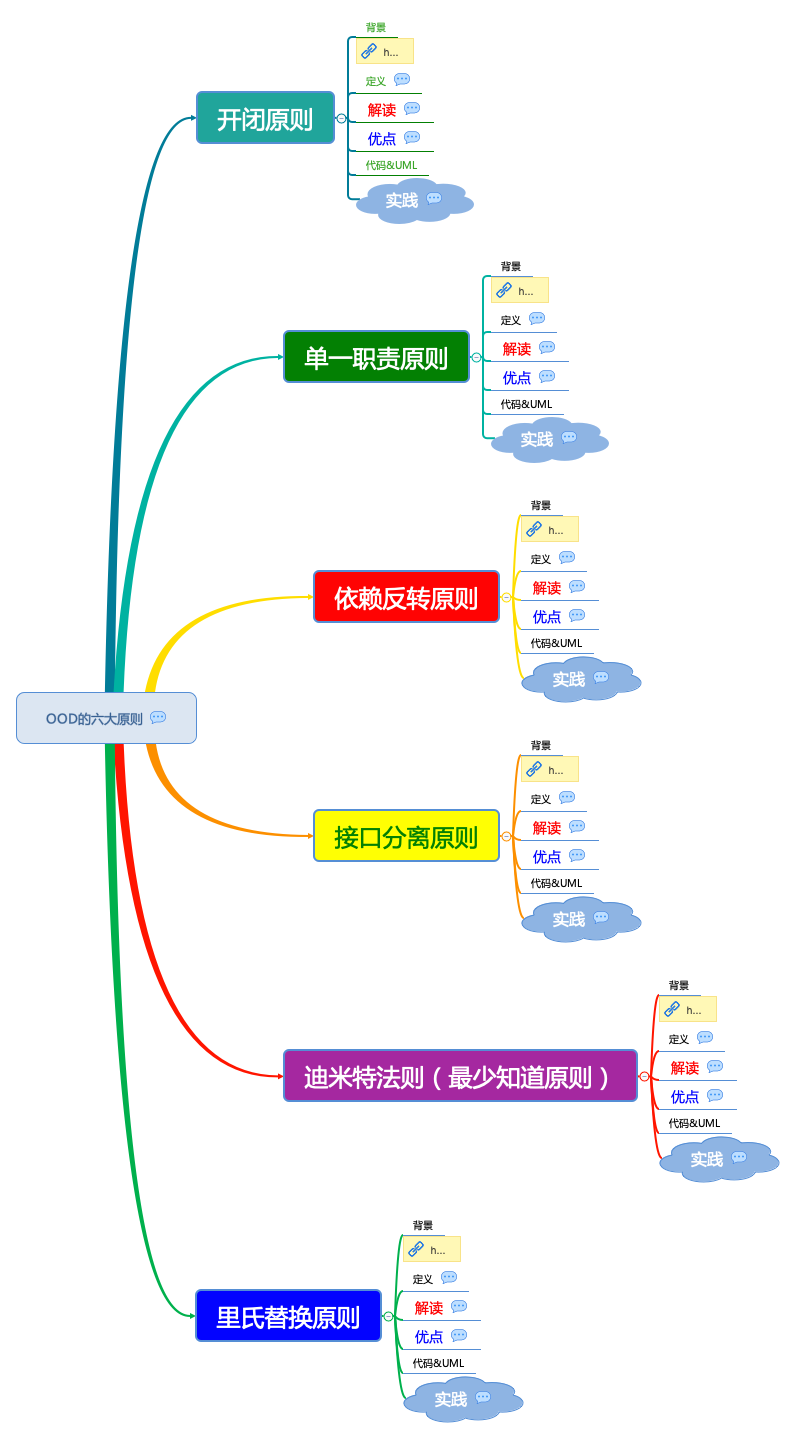 OOD的六大原则
开闭原则
背景
h...
定义
解读
优点
代码&UML
实践
单一职责原则
背景
h...
定义
解读
优点
代码&UML
实践
依赖反转原则
背景
h...
定义
解读
优点
代码&UML
实践
接口分离原则
背景
h...
定义
解读
优点
代码&UML
实践
迪米特法则（最少知道原则）
背景
h...
定义
解读
优点
代码&UML
实践
里氏替换原则
背景
h...
定义
解读
优点
代码&UML
实践